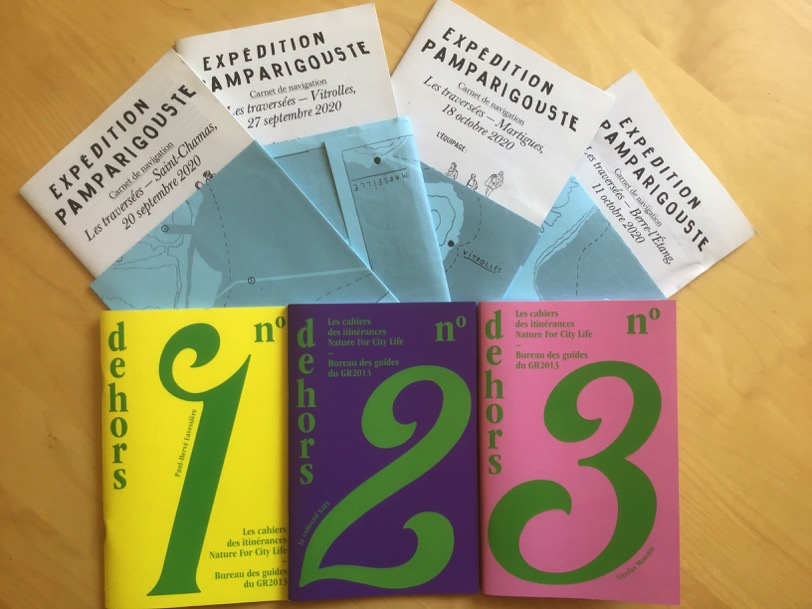 EXPÉDITION
PAMPARIGOUSTE
Carnet de navigation
Les traversées — Saint-Chamas,
20 septembre 2020
EXPÉDITION
PAMPARIGOUSTE
Carnet de navigation
Les traversées — Vitrolles,
27 septembre 2020
MARSEILLE
EXPÉDITION
PAMPARIGOUSTE
Carnet de navigation
Les traversées — Martigues,
18 octobre 2020
L'ÉQUIPAGE:
VITROLLES
EXPÉDITION
PAMPARIGOUSTE
Carnet de navigation
Les traversées — Berre-l'Étang,
11 octobre 2020
dehors
nº
1
Paul-Hervé Lavessière
Les cahiers
des itinérances
Nature For City Life
–
Bureau des guides
du GR2013
dehors
nº
Les cahiers
des itinérances
Nature For City Life
–
Bureau des guides
du GR2013
2
Le collectif SAFI
dehors
nº
Les cahiers
des itinérances
Nature For City Life
–
Bureau des guides
du GR2013
3
Nicolas Memain